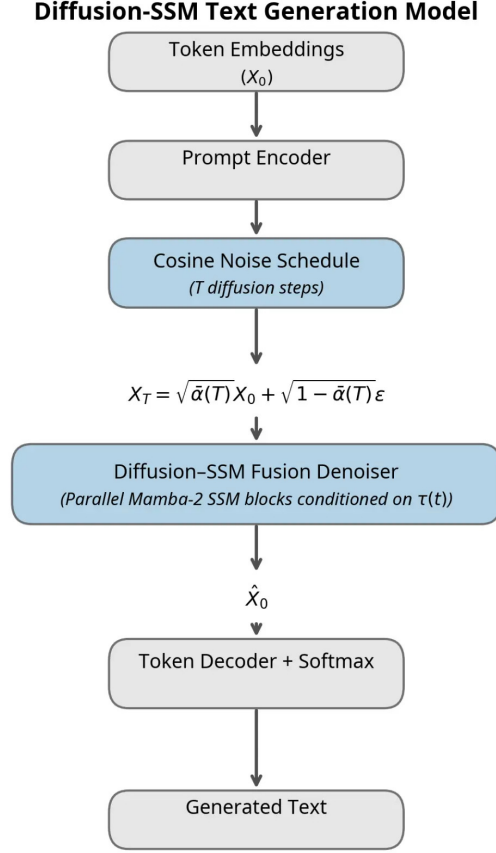 Diffusion-SSM Text Generation Model
Token Embeddings
(X₀)
Prompt Encoder
Cosine Noise Schedule
(T diffusion steps)
X_T = √ᾱ(T) X₀ + √1 − ᾱ(T) ε
Diffusion–SSM Fusion Denoiser
(Parallel Mamba-2 SSM blocks conditioned on τ(t))
X̂₀
Token Decoder + Softmax
Generated Text